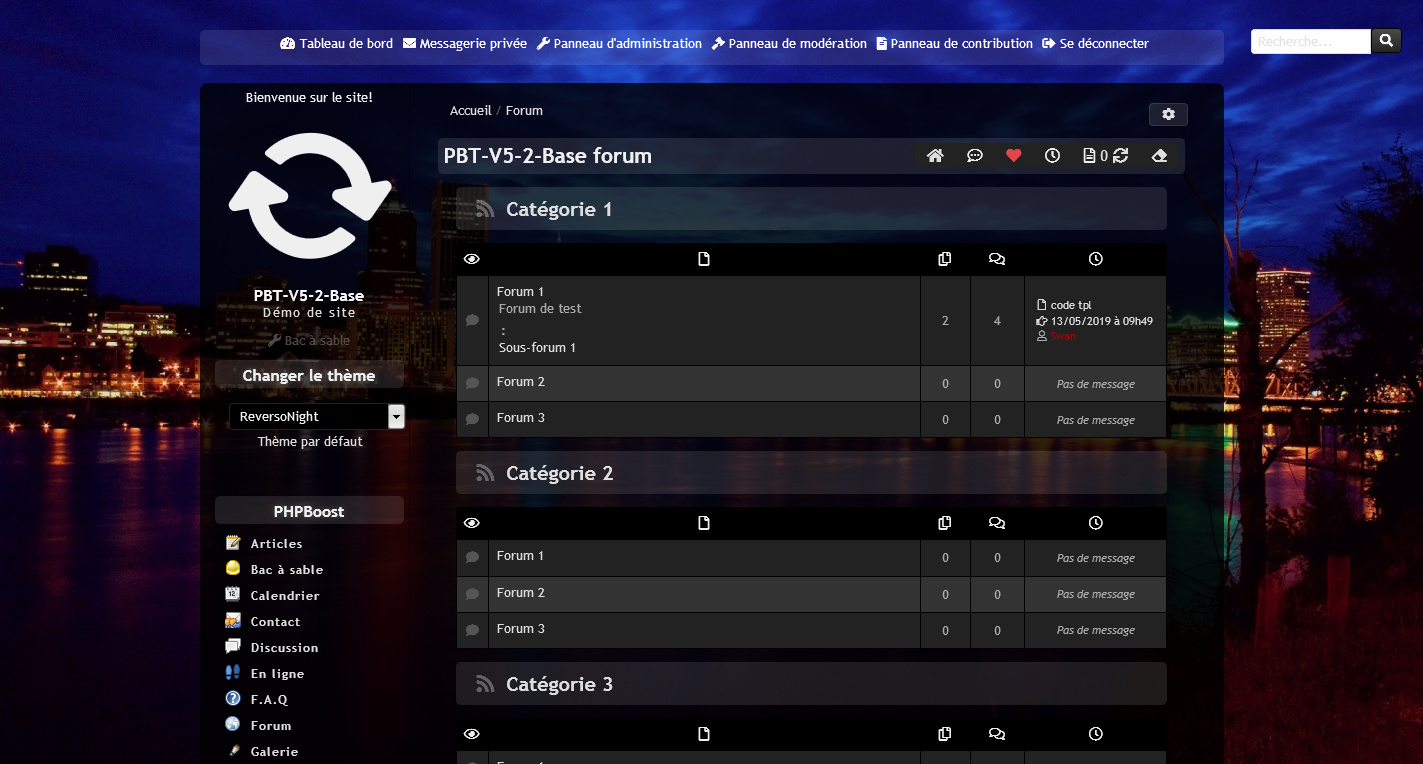 Tableau de bord Messagerie privée Panneau d'administration Panneau de modération Panneau de contribution Se déconnecter
Recherche...
Bienvenue sur le site!
PBT-V5-2-Base
Démo de site
Bac à sable
Changer le thème
ReversoNight
Thème par défaut
PHPBoost
Articles
Bac à sable
Calendrier
Contact
Discussion
En ligne
F.A.Q
Forum
Galerie
Accueil / Forum
PBT-V5-2-Base forum
0
Catégorie 1
Forum 1
Forum de test
:
Sous-forum 1
2 4
code tpl
13/05/2019 à 09h49
Swan
Forum 2 0 0 Pas de message
Forum 3 0 0 Pas de message
Catégorie 2
Forum 1 0 0 Pas de message
Forum 2 0 0 Pas de message
Forum 3 0 0 Pas de message
Catégorie 3